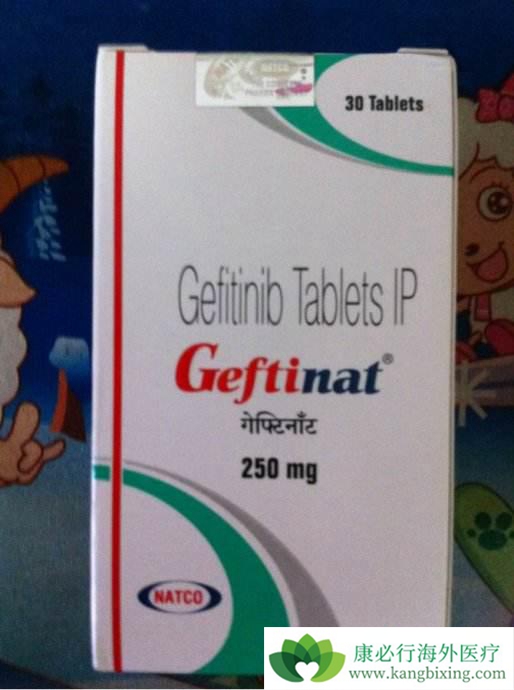 30 Tablets
Gefitinib Tablets IP
Geftinat®
गेफ्टिनॉंट
250 mg
NATCO
康必行海外医疗
www.kangbixing.com